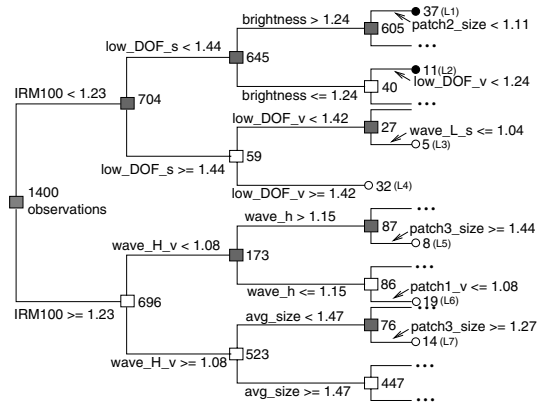 37 (L1)
brightness > 1.24
605
patch2_size < 1.11
...
low_DOF_s < 1.44
645
11 (L2)
40
low_DOF_v < 1.24
brightness <= 1.24
...
IRM100 < 1.23
704
...
low_DOF_v < 1.42
27
wave_L_s <= 1.04
5 (L3)
low_DOF_s >= 1.44
59
low_DOF_v >= 1.42
32 (L4)
1400
observations
...
wave_h > 1.15
87
patch3_size >= 1.44
8 (L5)
wave_H_v < 1.08
173
...
86
wave_h <= 1.15
patch1_v <= 1.08
19 (L6)
IRM100 >= 1.23
696
...
avg_size < 1.47
76
patch3_size >= 1.27
14 (L7)
wave_H_v >= 1.08
523
...
avg_size >= 1.47
447
...